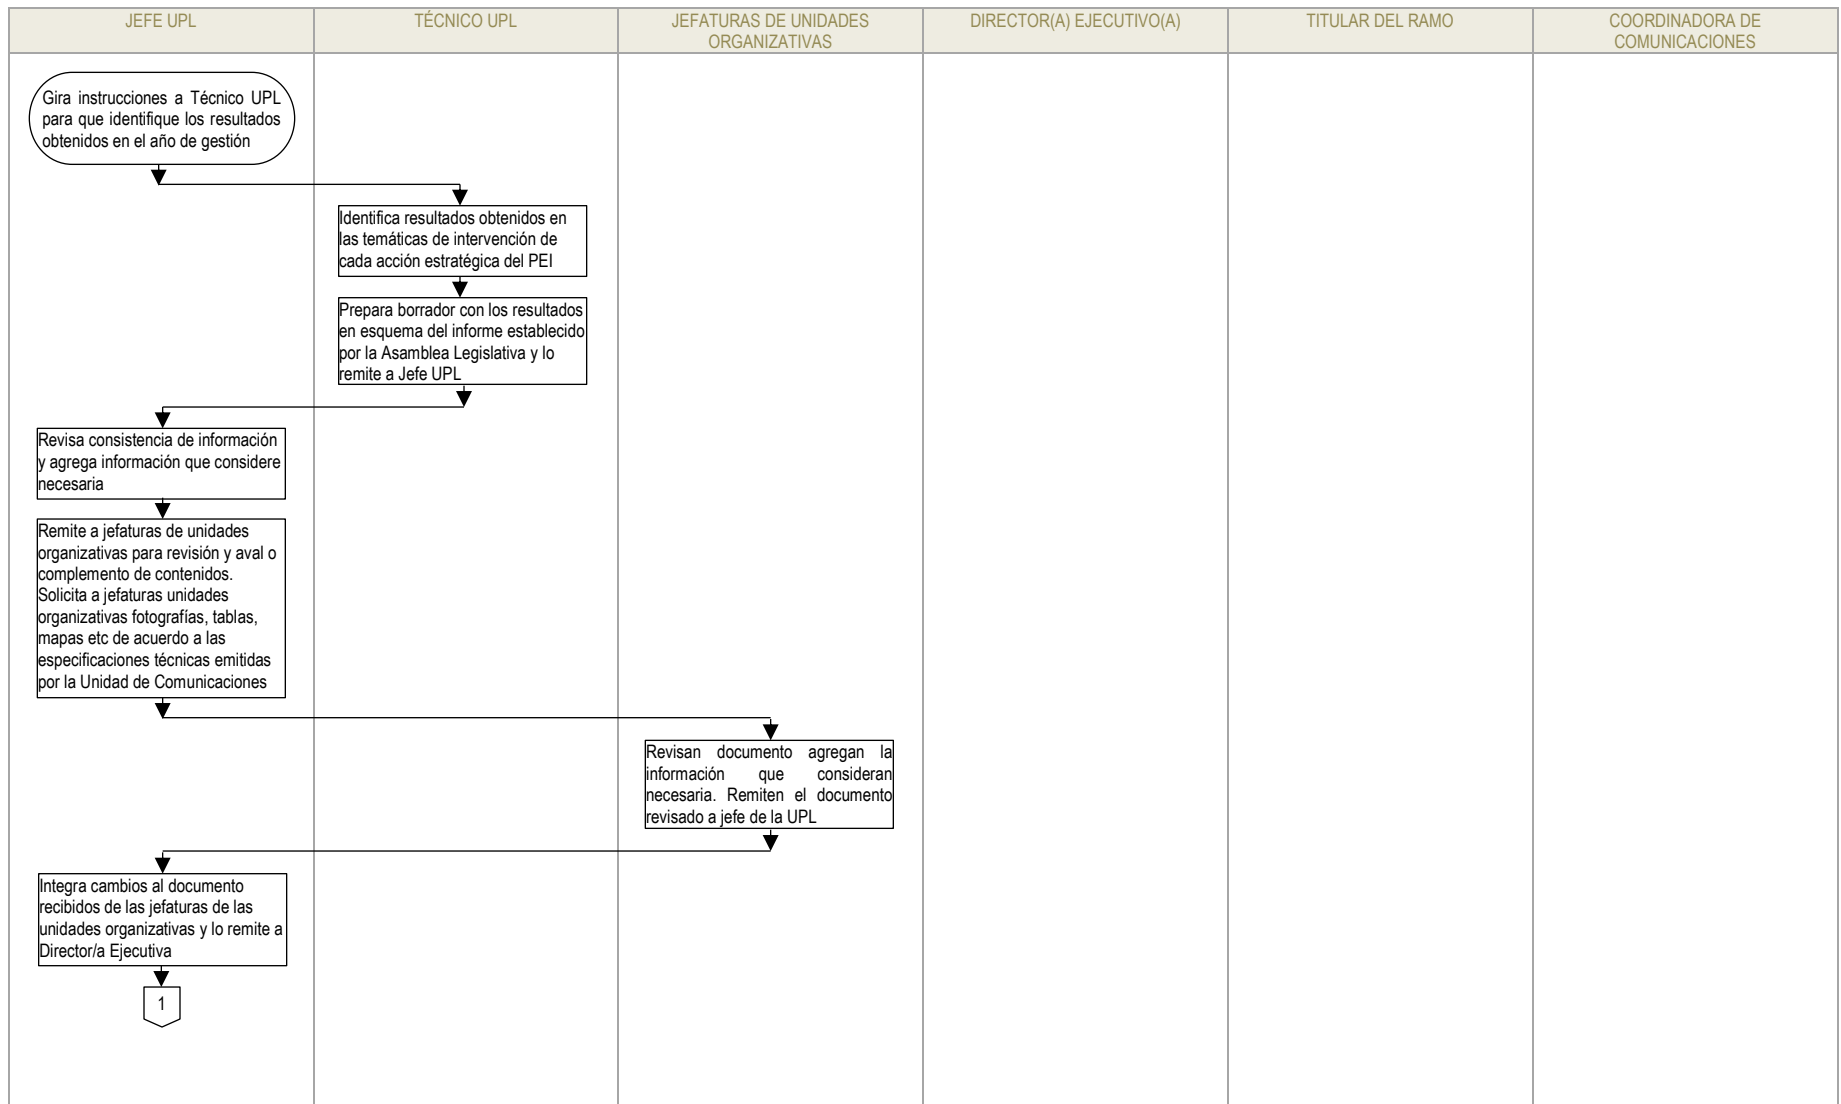 JEFE UPL
TÉCNICO UPL
JEFATURAS DE UNIDADES
ORGANIZATIVAS
DIRECTOR(A) EJECUTIVO(A)
TITULAR DEL RAMO
COORDINADORA DE
COMUNICACIONES
Gira instrucciones a Técnico UPL
para que identifique los resultados
obtenidos en el año de gestión
Identifica resultados obtenidos en
las temáticas de intervención de
cada acción estratégica del PEI
Prepara borrador con los resultados
en esquema del informe establecido
por la Asamblea Legislativa y lo
remite a Jefe UPL
Revisa consistencia de información
y agrega información que considere
necesaria
Remite a jefaturas de unidades
organizativas para revisión y aval o
complemento de contenidos.
Solicita a jefaturas unidades
organizativas fotografías, tablas,
mapas etc de acuerdo a las
especificaciones técnicas emitidas
por la Unidad de Comunicaciones
Revisan documento agregan la
información que consideran
necesaria. Remiten el documento
revisado a jefe de la UPL
Integra cambios al documento
recibidos de las jefaturas de las
unidades organizativas y lo remite a
Director/a Ejecutiva
1